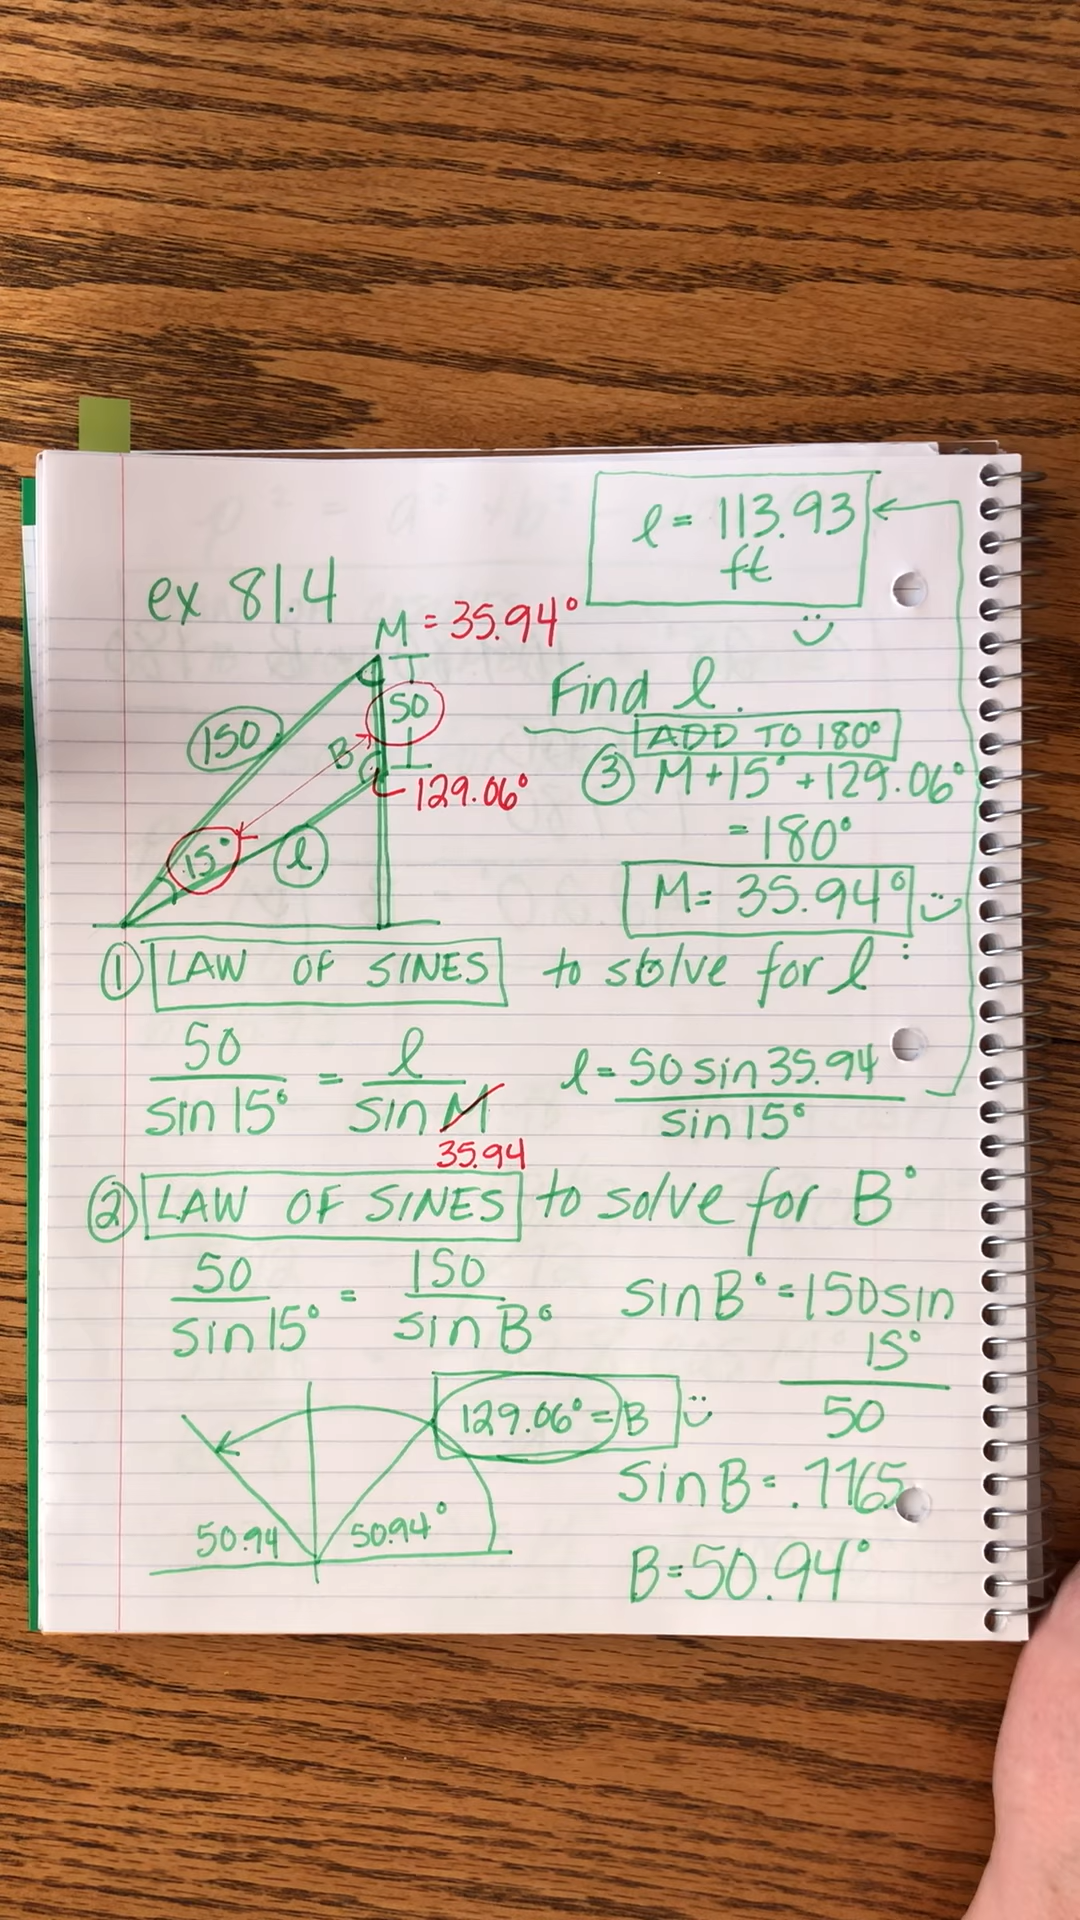 l = 113.93
ft
ex 81.4
M = 35.94°
Find l.
50
150
B
ADD TO 180°
③ M + 15° + 129.06°
129.06°
= 180°
15°
l
M = 35.94°
① LAW OF SINES to solve for l
50 / sin 15° = l / sin M
35.94
l = 50 sin 35.94 / sin 15°
② LAW OF SINES to solve for B°
50 / sin 15° = 150 / sin B°
sin B° = 150 sin
15°
50
129.06° = B
sin B = .7765
50.94 50.94°
B = 50.94°